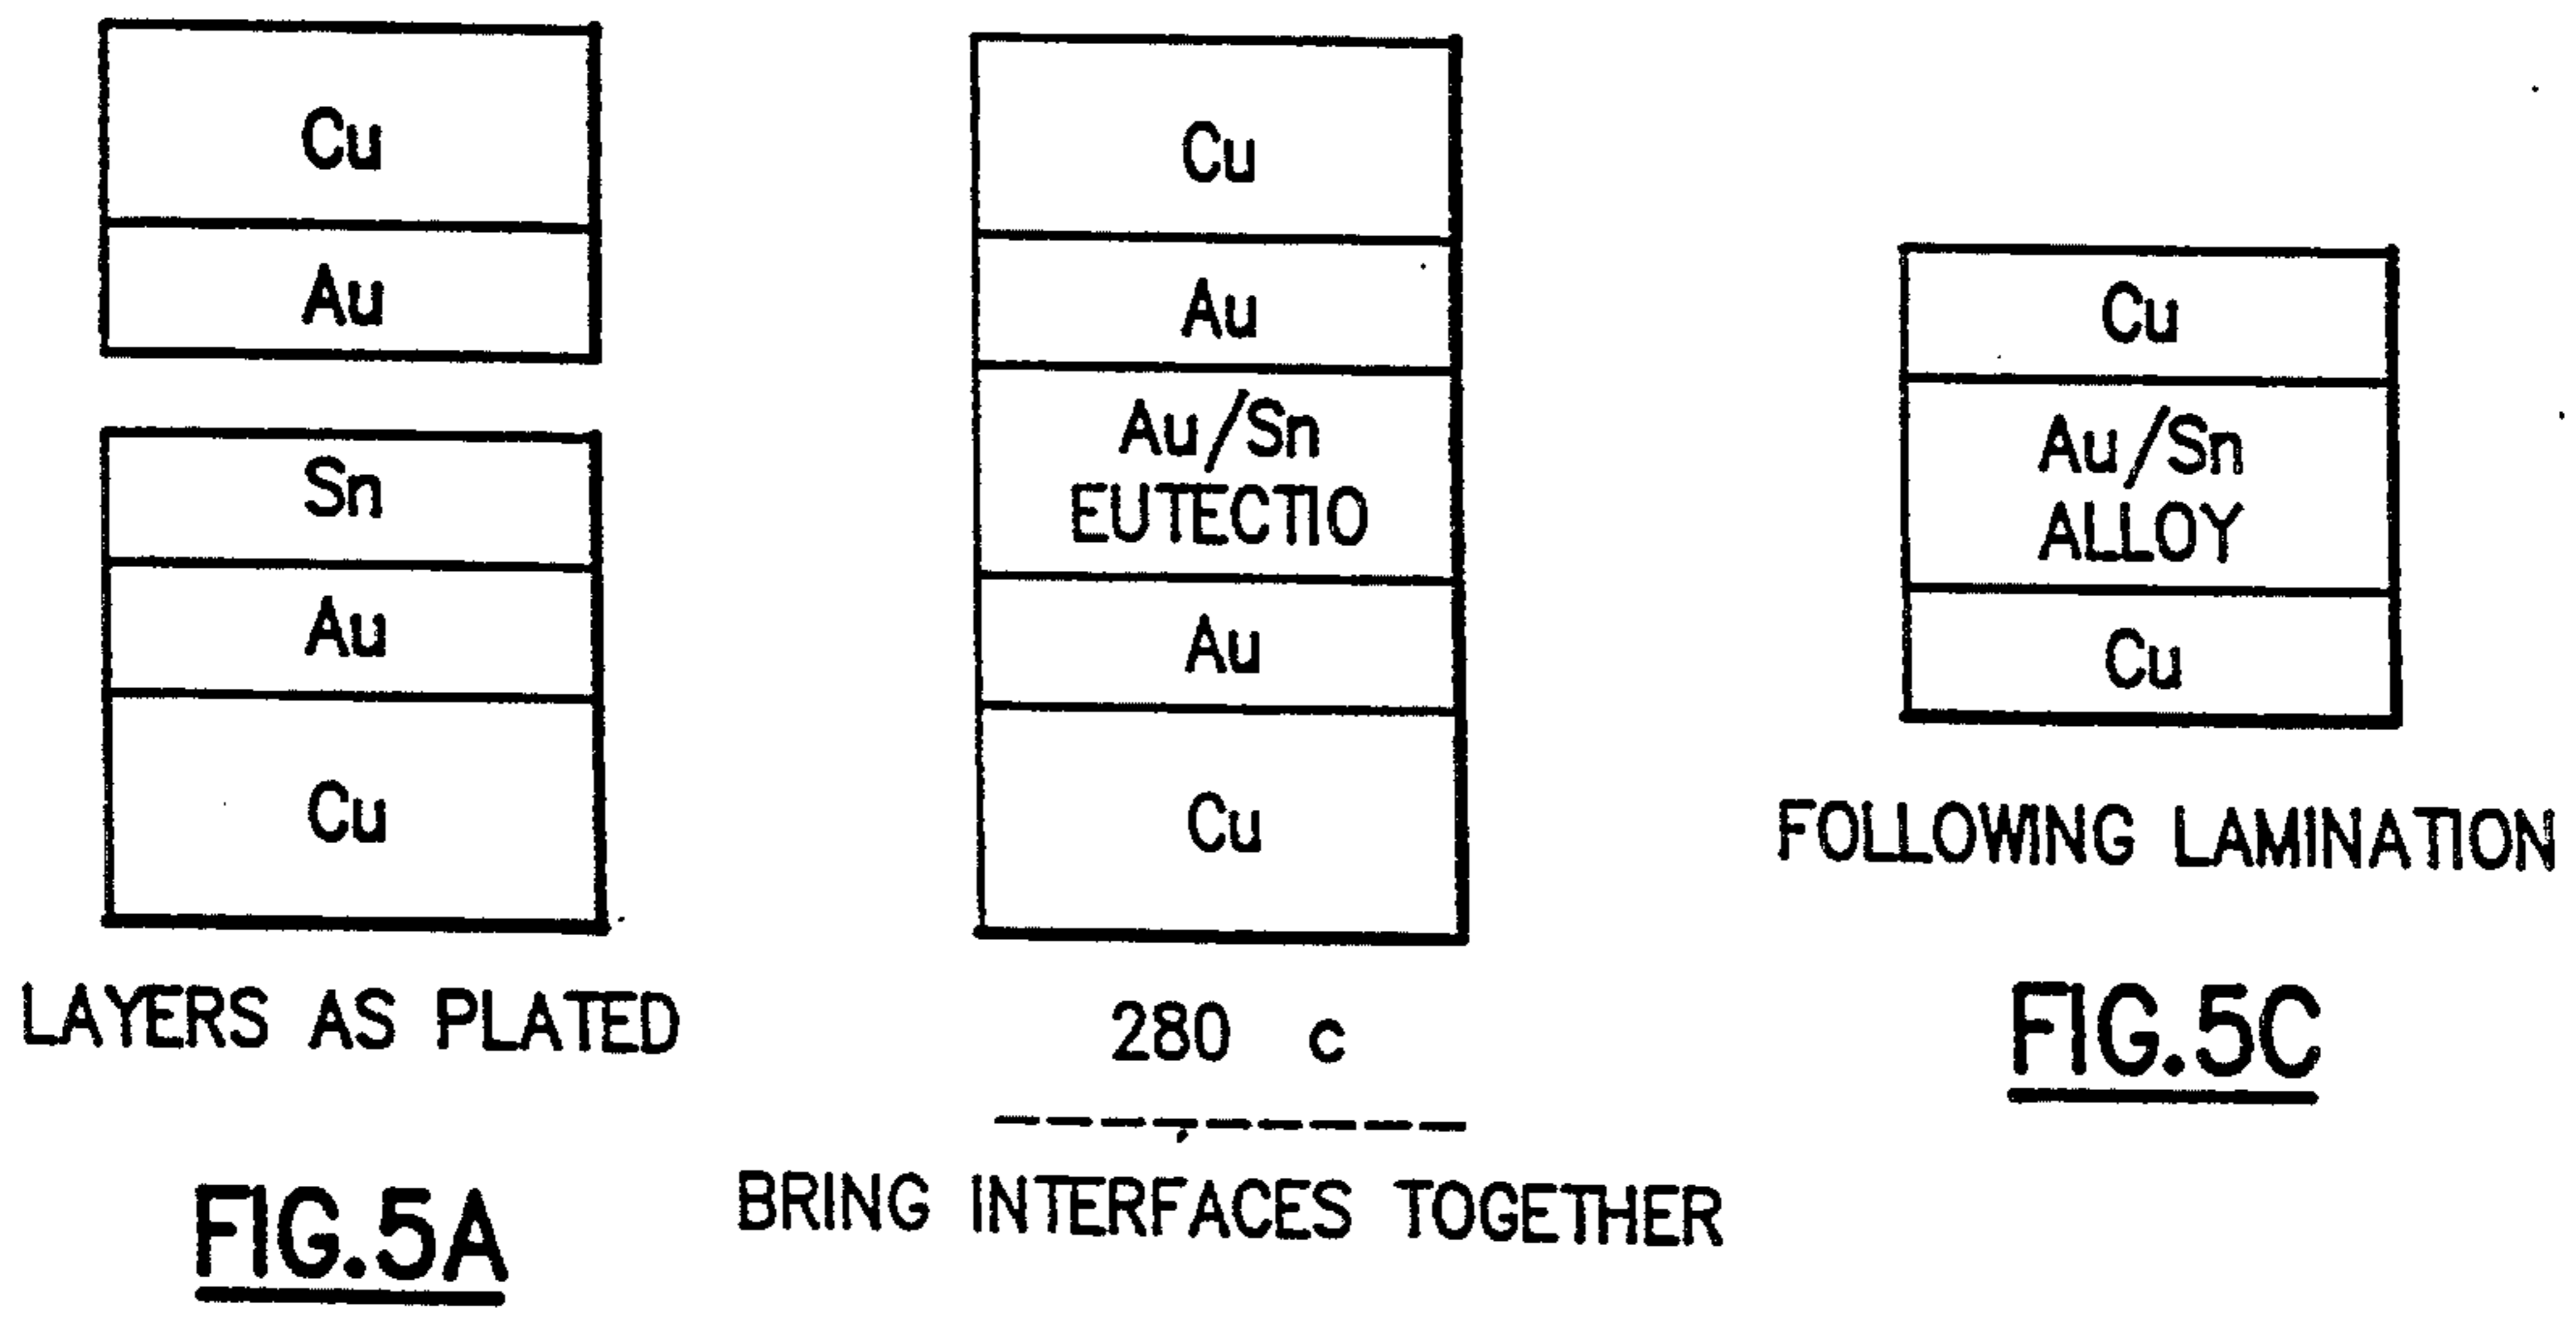 Cu
Au
Sn
Au
Cu
LAYERS AS PLATED
FIG.5A
Cu
Au
Au/Sn
EUTECTIO
Au
Cu
280 c
BRING INTERFACES TOGETHER
Cu
Au/Sn
ALLOY
Cu
FOLLOWING LAMINATION
FIG.5C